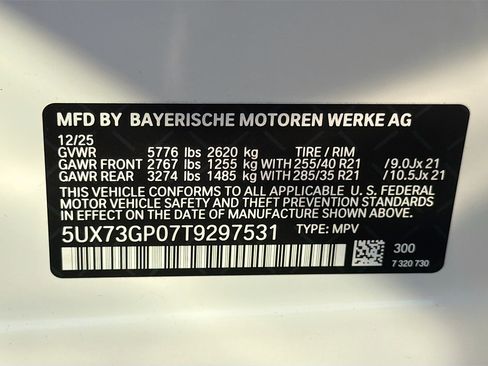 MFD BY BAYERISCHE MOTOREN WERKE AG
12/25
GVWR 5776 lbs 2620 kg TIRE / RIM
GAWR FRONT 2767 lbs 1255 kg WITH 255/40 R21 /9.0Jx 21
GAWR REAR 3274 lbs 1485 kg WITH 285/35 R21 /10.5Jx 21
THIS VEHICLE CONFORMS TO ALL APPLICABLE U. S. FEDERAL
MOTOR VEHICLE SAFETY AND THEFT PREVENTION STANDARDS
IN EFFECT ON THE DATE OF MANUFACTURE SHOWN ABOVE.
5UX73GP07T9297531 TYPE: MPV
300
7 320 730